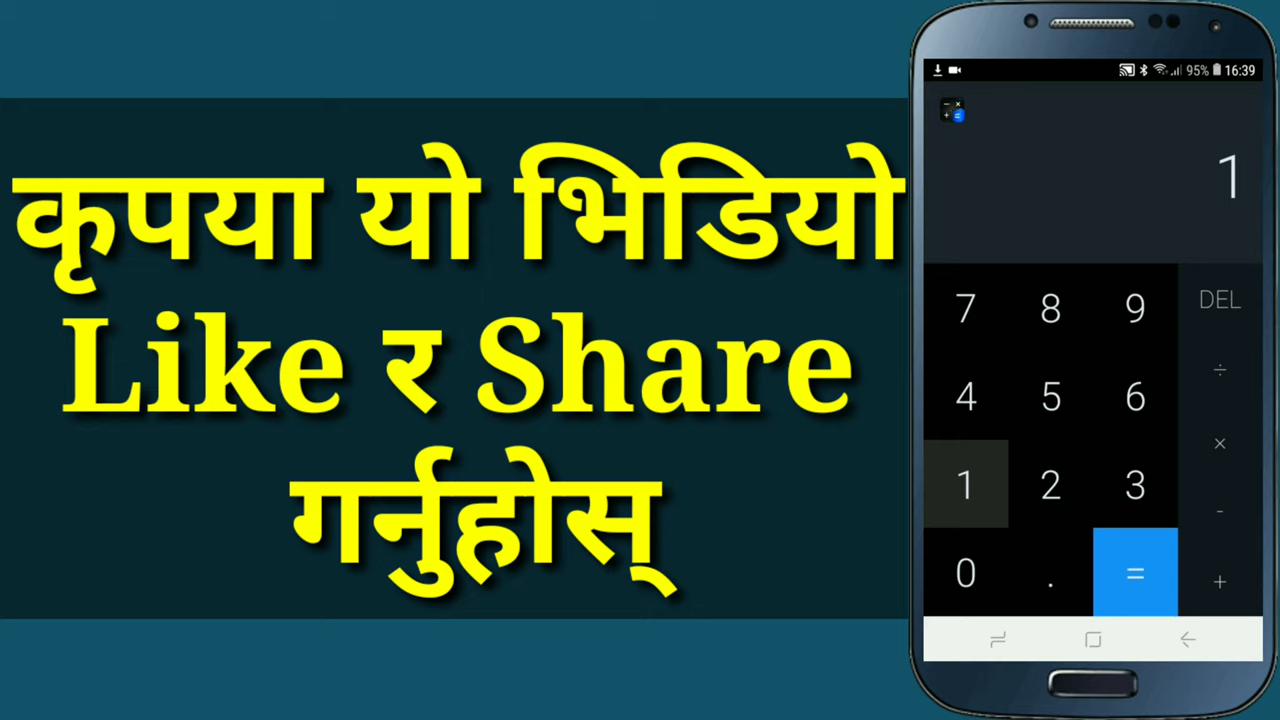 कृपया यो भिडियो
Like र Share
गर्नुहोस्
95% 16:39
1
7 8 9 DEL
÷
4 5 6
×
1 2 3
-
0 . = +